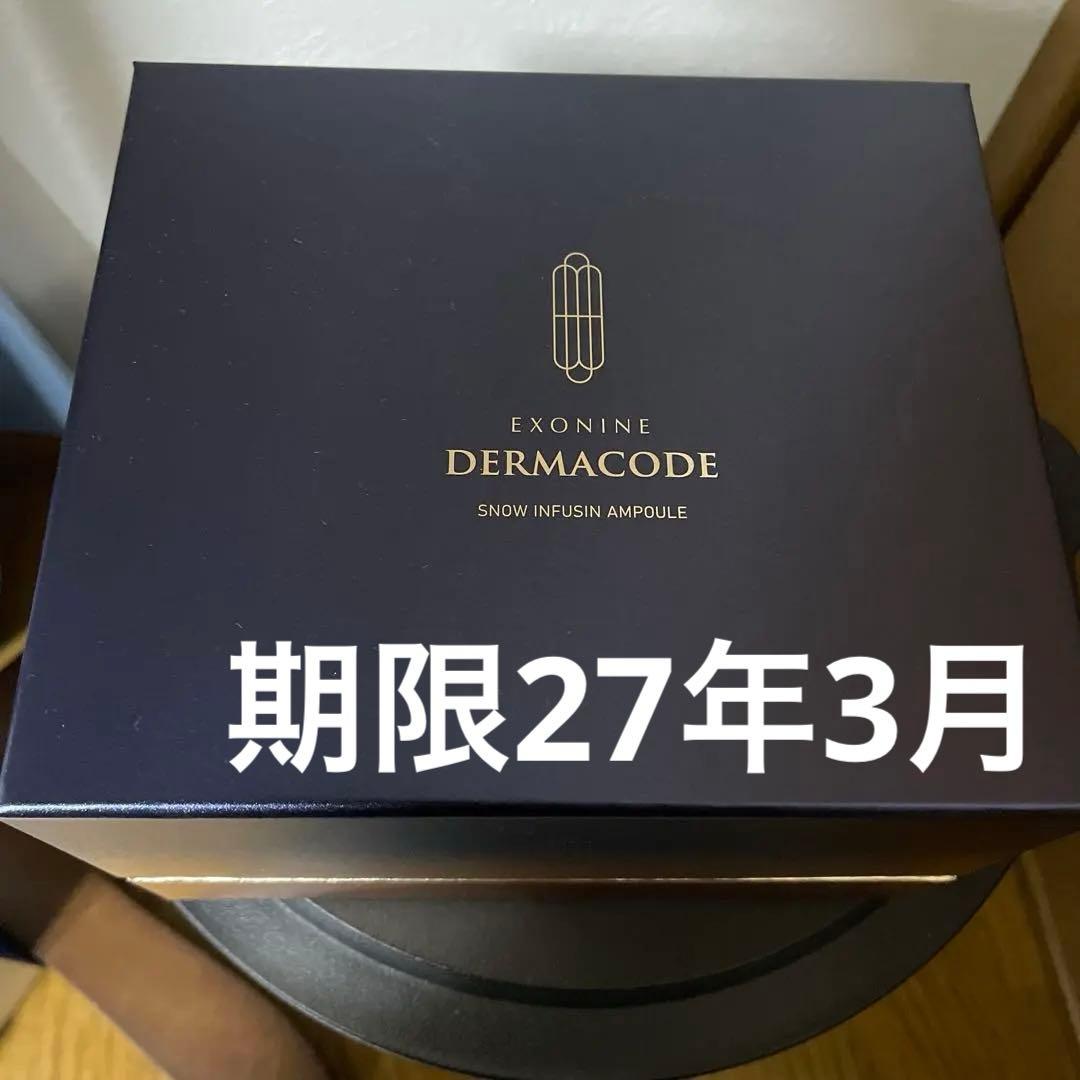 EXONINE
DERMACODE
SNOW INFUSIN AMPOULE
期限27年3月